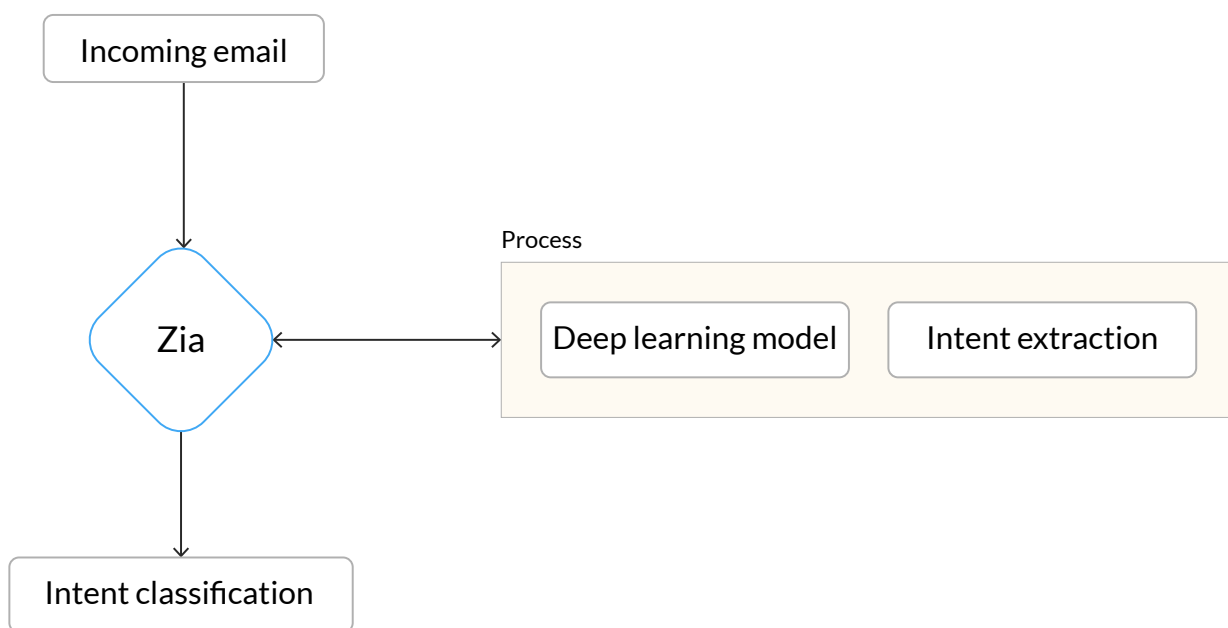 Incoming email
Process
Zia
Deep learning model
Intent extraction
Intent classification